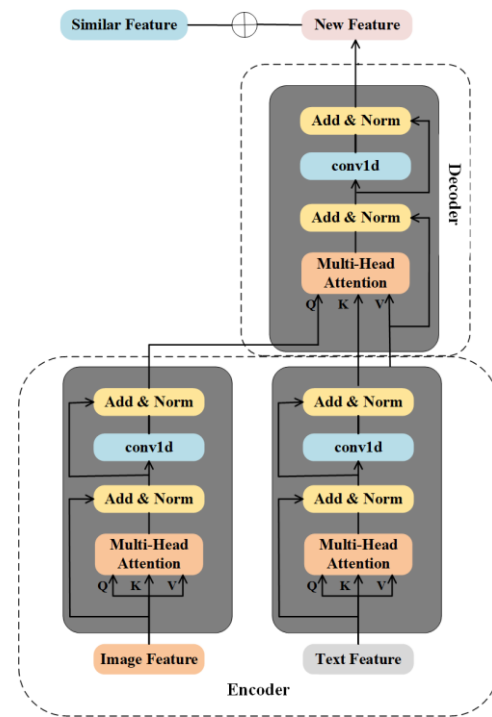 Similar Feature
New Feature
Add & Norm
conv1d
Add & Norm
Multi-Head
Attention
Q K V
Decoder
Add & Norm
conv1d
Add & Norm
Multi-Head
Attention
Q K V
Image Feature
Add & Norm
conv1d
Add & Norm
Multi-Head
Attention
Q K V
Text Feature
Encoder